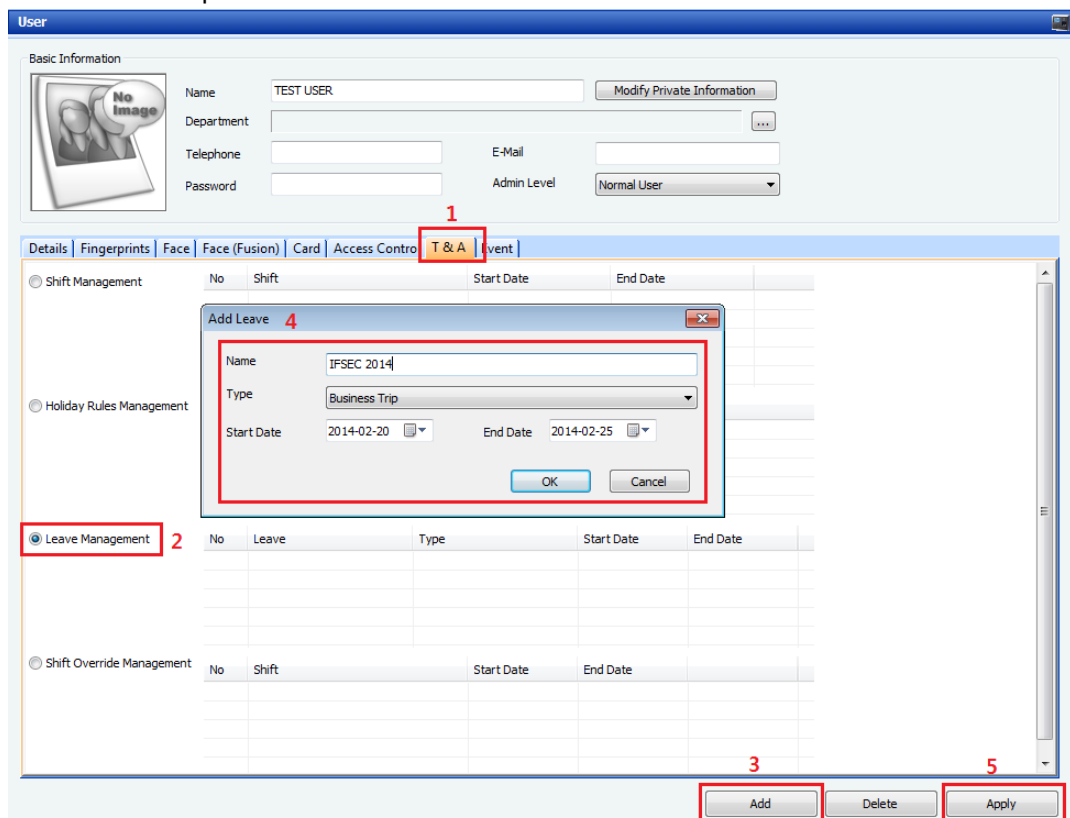 User
Basic Information
No
Image
Name TEST USER Modify Private Information
Department ...
Telephone E-Mail
Password Admin Level Normal User
1
Details Fingerprints Face Face (Fusion) Card Access Contro T & A Event
Shift Management No Shift Start Date End Date
Add Leave 4
Name IFSEC 2014
Type Business Trip
Holiday Rules Management
Start Date 2014-02-20 End Date 2014-02-25
OK Cancel
Leave Management 2 No Leave Type Start Date End Date
Shift Override Management No Shift Start Date End Date
3 5
Add Delete Apply